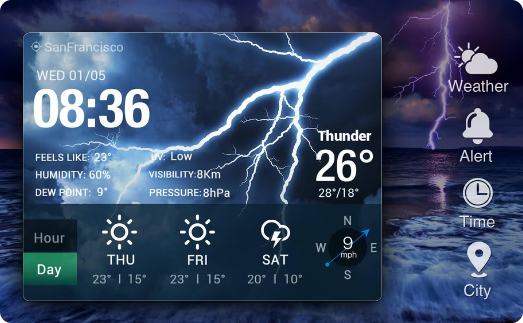 SanFrancisco
WED 01/05
08:36
Thunder
26°
28°/18°
FEELS LIKE: 23°
UV: Low
HUMIDITY: 60%
VISIBILITY: 8Km
DEW POINT: 9°
PRESSURE: 8hPa
Hour
Day
THU
23° | 15°
FRI
23° | 15°
SAT
20° | 10°
N
W
9
mph
E
S
Weather
Alert
Time
City